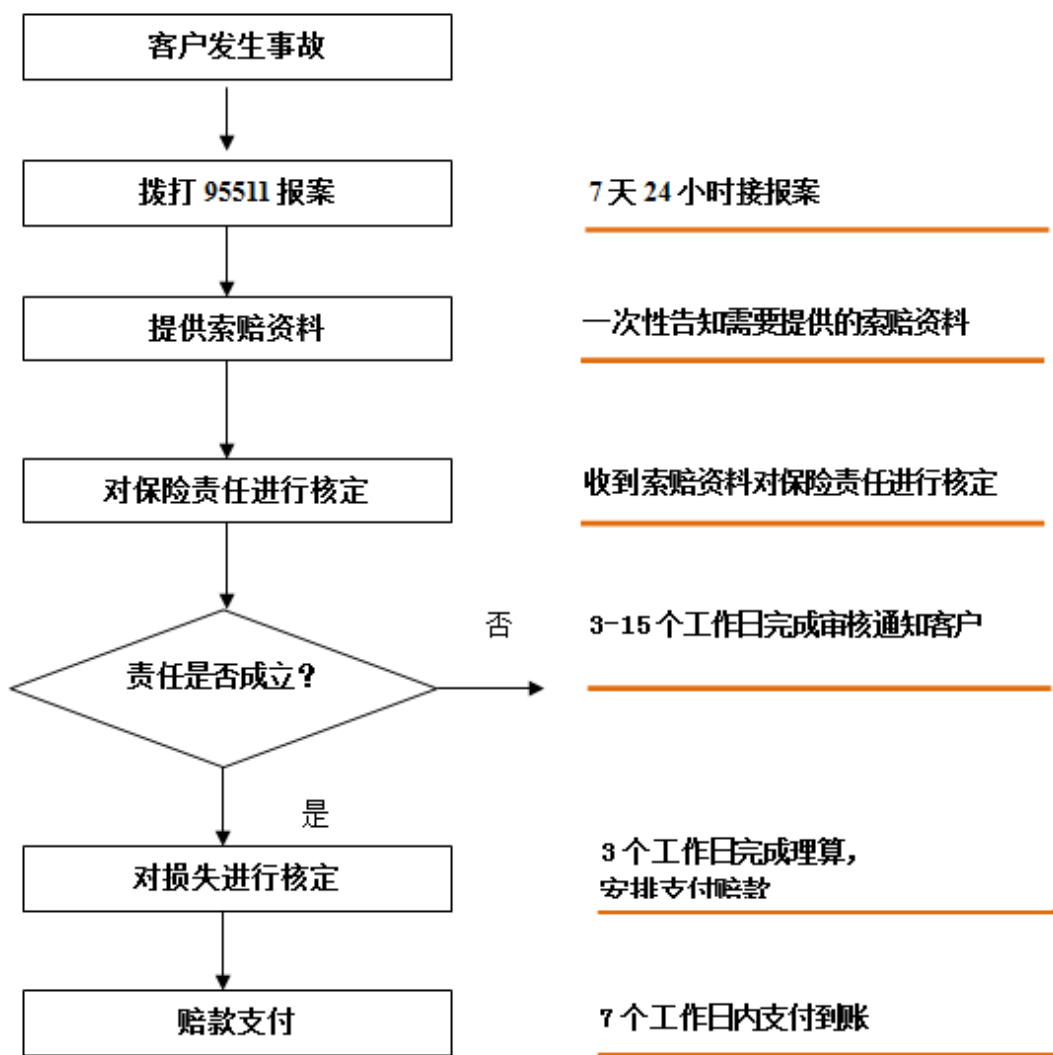 客户发生事故
拨打 95511 报案
7 天 24 小时接报案
提供索赔资料
一次性告知需要提供的索赔资料
对保险责任进行核定
收到索赔资料对保险责任进行核定
责任是否成立？
否
3-15 个工作日完成审核通知客户
是
对损失进行核定
3 个工作日完成理算，
安排支付赔款
赔款支付
7 个工作日内支付到账